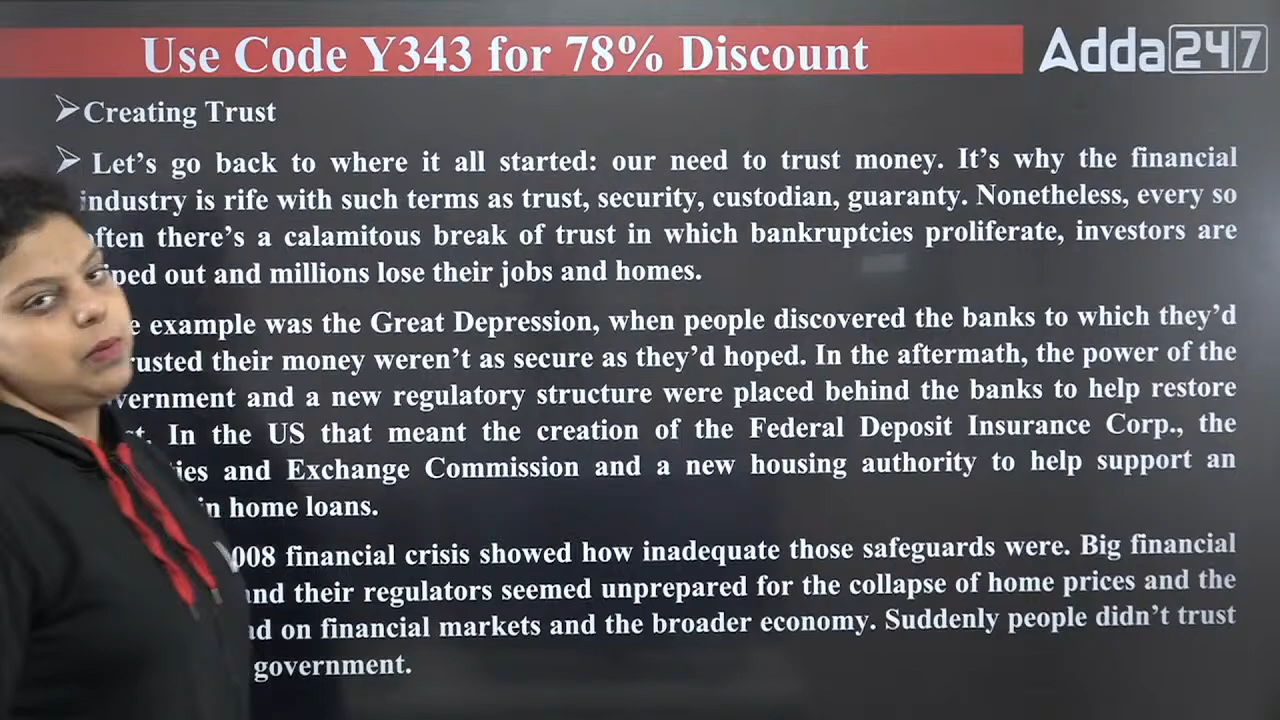 Use Code Y343 for 78% Discount
Adda 247
Creating Trust
Let's go back to where it all started: our need to trust money. It's why the financial
industry is rife with such terms as trust, security, custodian, guaranty. Nonetheless, every so
often there's a calamitous break of trust in which bankruptcies proliferate, investors are
iped out and millions lose their jobs and homes.
e example was the Great Depression, when people discovered the banks to which they'd
rusted their money weren't as secure as they'd hoped. In the aftermath, the power of the
vernment and a new regulatory structure were placed behind the banks to help restore
st. In the US that meant the creation of the Federal Deposit Insurance Corp., the
ies and Exchange Commission and a new housing authority to help support an
in home loans.
008 financial crisis showed how inadequate those safeguards were. Big financial
and their regulators seemed unprepared for the collapse of home prices and the
d on financial markets and the broader economy. Suddenly people didn't trust
government.